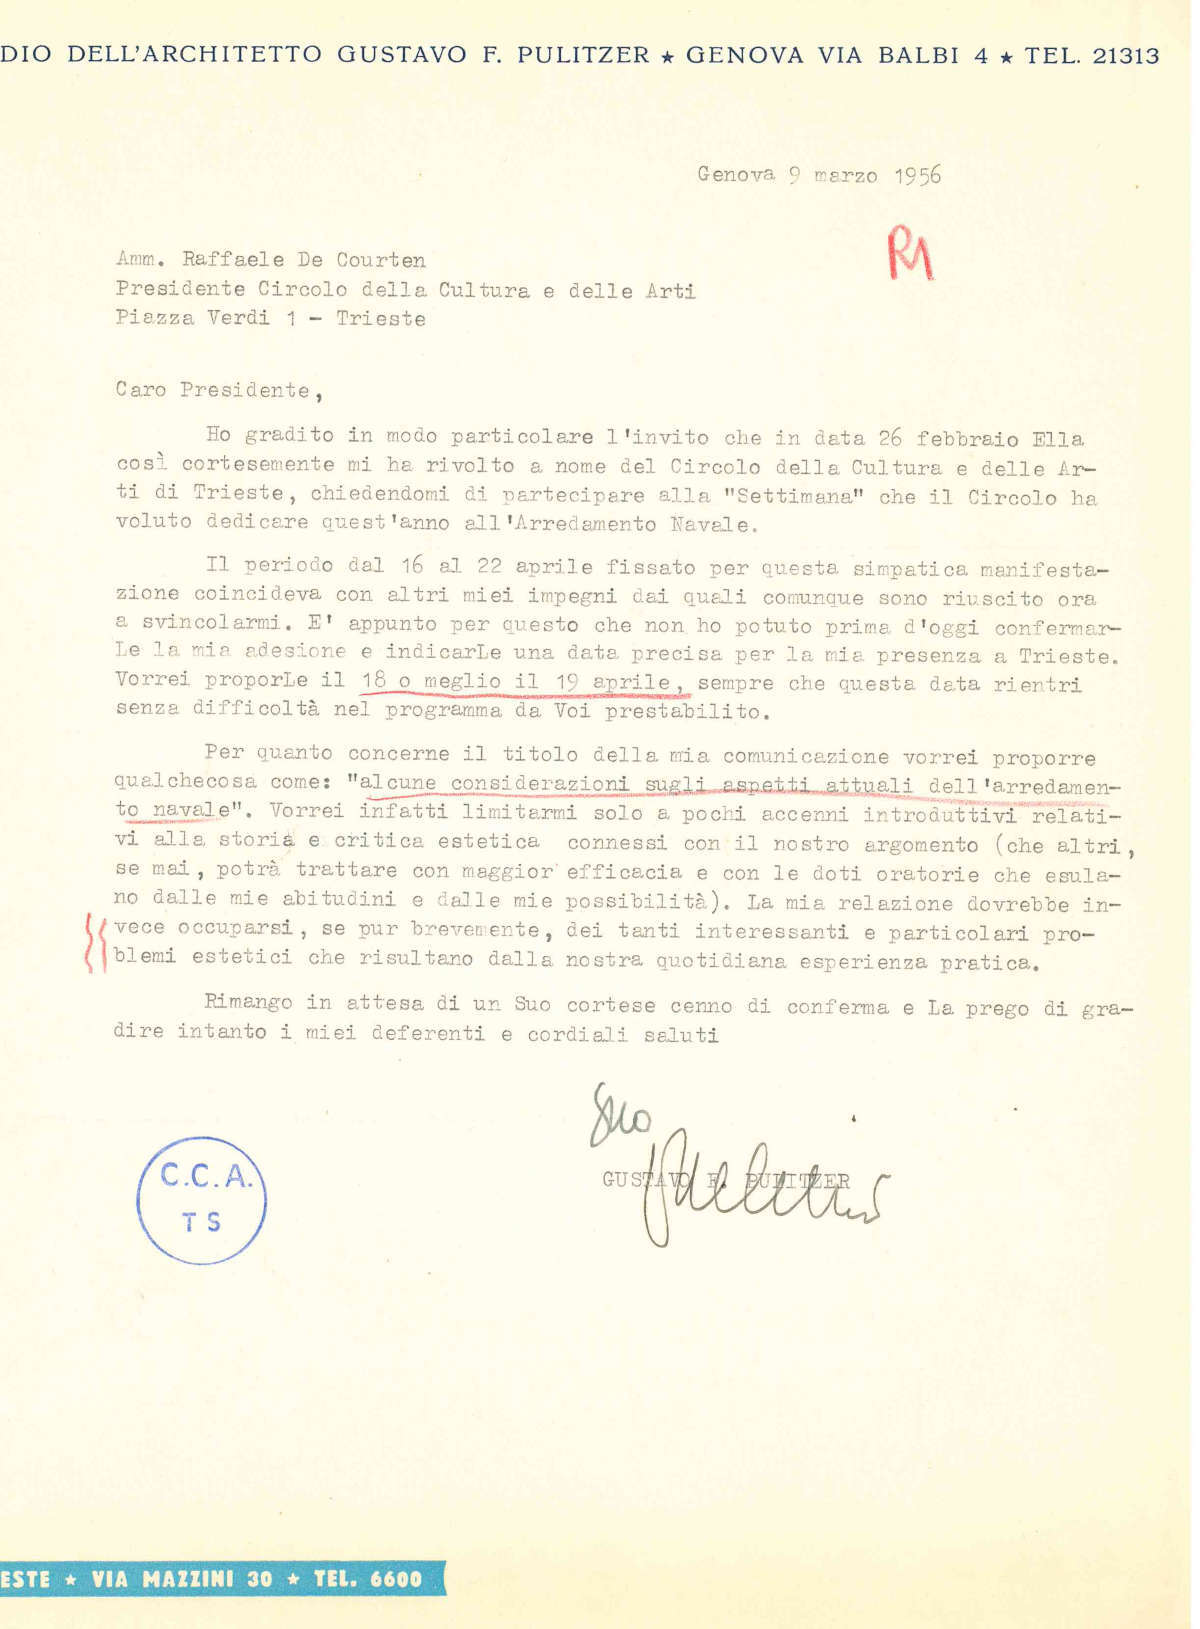 DIO DELL'ARCHITETTO GUSTAVO F. PULITZER ★ GENOVA VIA BALBI 4 ★ TEL. 21313
Genova 9 marzo 1956
R1
Amm. Raffaele De Courten
Presidente Circolo della Cultura e delle Arti
Piazza Verdi 1 - Trieste
Caro Presidente,
Ho gradito in modo particolare l'invito che in data 26 febbraio Ella
così cortesemente mi ha rivolto a nome del Circolo della Cultura e delle Ar-
ti di Trieste, chiedendomi di partecipare alla "Settimana" che il Circolo ha
voluto dedicare quest'anno all'Arredamento Navale.
Il periodo dal 16 al 22 aprile fissato per questa simpatica manifesta-
zione coincideva con altri miei impegni dai quali comunque sono riuscito ora
a svincolarmi. E' appunto per questo che non ho potuto prima d'oggi confermar-
Le la mia adesione e indicarLe una data precisa per la mia presenza a Trieste.
Vorrei proporLe il 18 o meglio il 19 aprile, sempre che questa data rientri
senza difficoltà nel programma da Voi prestabilito.
Per quanto concerne il titolo della mia comunicazione vorrei proporre
qualchecosa come: "alcune considerazioni sugli aspetti attuali dell'arredamen-
to navale". Vorrei infatti limitarmi solo a pochi accenni introduttivi relati-
vi alla storia e critica estetica connessi con il nostro argomento (che altri,
se mai, potrà trattare con maggior efficacia e con le doti oratorie che esula-
no dalle mie abitudini e dalle mie possibilità). La mia relazione dovrebbe in-
vece occuparsi, se pur brevemente, dei tanti interessanti e particolari pro-
blemi estetici che risultano dalla nostra quotidiana esperienza pratica.
Rimango in attesa di un Suo cortese cenno di conferma e La prego di gra-
dire intanto i miei deferenti e cordiali saluti
Suo
GUSTAVO F. PULITZER
C.C.A.
TS
ESTE ★ VIA MAZZINI 30 ★ TEL. 6600